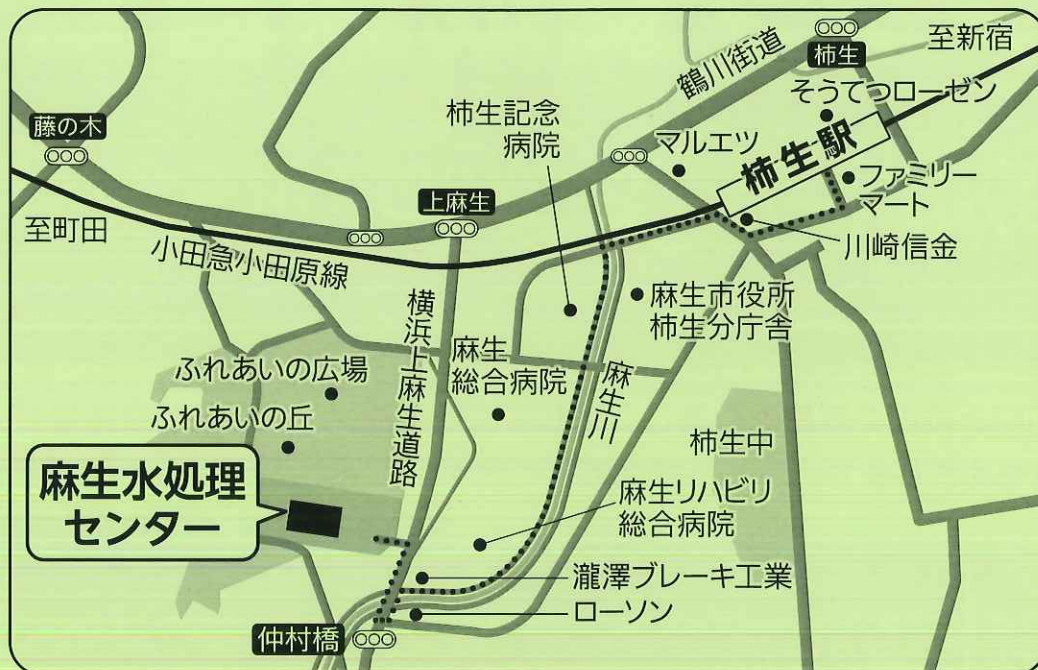 至新宿
柿生
鶴川街道
そうてつローゼン
柿生記念
病院
マルエツ
柿生駅
ファミリー
マート
藤の木
上麻生
川崎信金
至町田
小田急小田原線
麻生市役所
柿生分庁舎
横浜上麻生道路
麻生
総合病院
麻生川
ふれあいの広場
ふれあいの丘
柿生中
麻生水処理
センター
麻生リハビリ
総合病院
瀧澤ブレーキ工業
ローソン
仲村橋